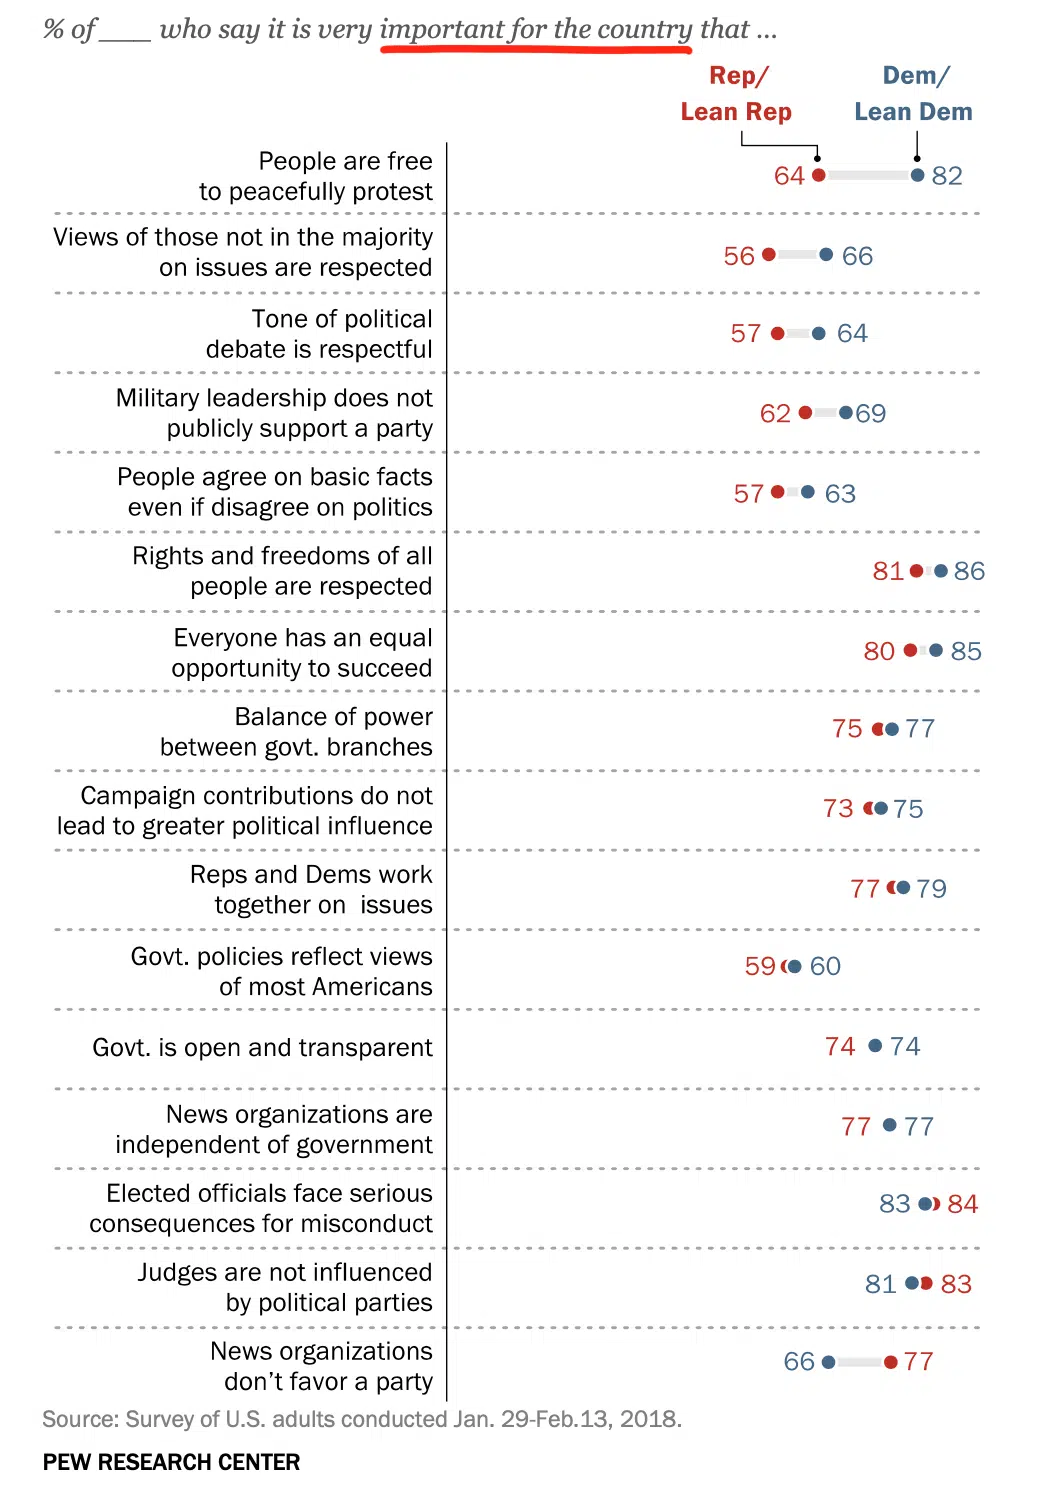 % of ___ who say it is very important for the country that ...
Rep/ Dem/
Lean Rep Lean Dem
People are free
to peacefully protest
64 82
Views of those not in the majority
on issues are respected
56 66
Tone of political
debate is respectful
57 64
Military leadership does not
publicly support a party
62 69
People agree on basic facts
even if disagree on politics
57 63
Rights and freedoms of all
people are respected
81 86
Everyone has an equal
opportunity to succeed
80 85
Balance of power
between govt. branches
75 77
Campaign contributions do not
lead to greater political influence
73 75
Reps and Dems work
together on issues
77 79
Govt. policies reflect views
of most Americans
59 60
Govt. is open and transparent
74 74
News organizations are
independent of government
77 77
Elected officials face serious
consequences for misconduct
83 84
Judges are not influenced
by political parties
81 83
News organizations
don't favor a party
66 77
Source: Survey of U.S. adults conducted Jan. 29-Feb.13, 2018.
PEW RESEARCH CENTER